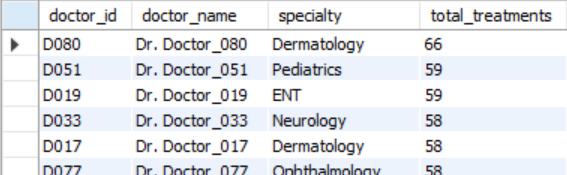 doctor_id doctor_name specialty total_treatments
D080 Dr. Doctor_080 Dermatology 66
D051 Dr. Doctor_051 Pediatrics 59
D019 Dr. Doctor_019 ENT 59
D033 Dr. Doctor_033 Neurology 58
D017 Dr. Doctor_017 Dermatology 58
D077 Dr. Doctor_077 Ophthalmology 58